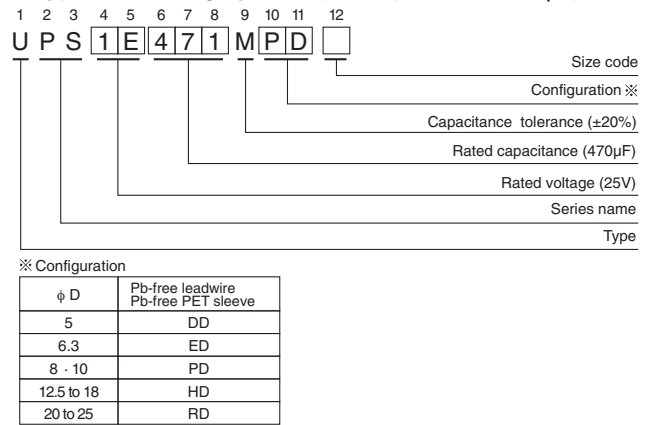 1 2 3 4 5 6 7 8 9 10 11 12
U P S 1 E 4 7 1 M P D
Size code
Configuration ※
Capacitance tolerance (±20%)
Rated capacitance (470µF)
Rated voltage (25V)
Series name
Type
※ Configuration
ϕ D Pb-free leadwire
Pb-free PET sleeve
5 DD
6.3 ED
8 · 10 PD
12.5 to 18 HD
20 to 25 RD